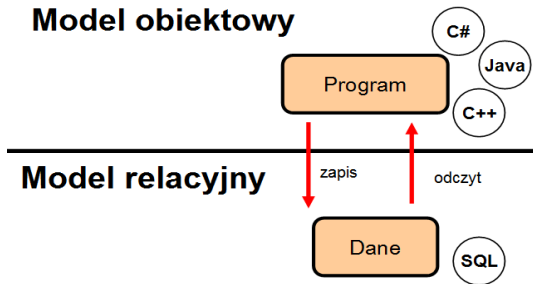 Model obiektowy
C#
Java
Program
C++
zapis
odczyt
Model relacyjny
Dane
SQL